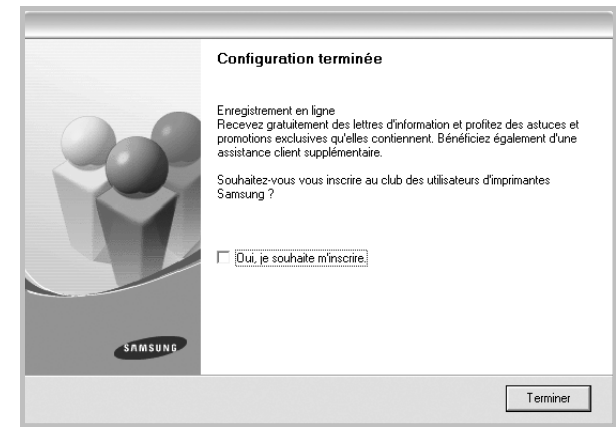 Configuration terminée
Enregistrement en ligne
Recevez gratuitement des lettres d'information et profitez des astuces et
promotions exclusives qu'elles contiennent. Bénéficiez également d'une
assistance client supplémentaire.
Souhaitez-vous vous inscrire au club des utilisateurs d'imprimantes
Samsung ?
Oui, je souhaite m'inscrire.
SAMSUNG
Terminer